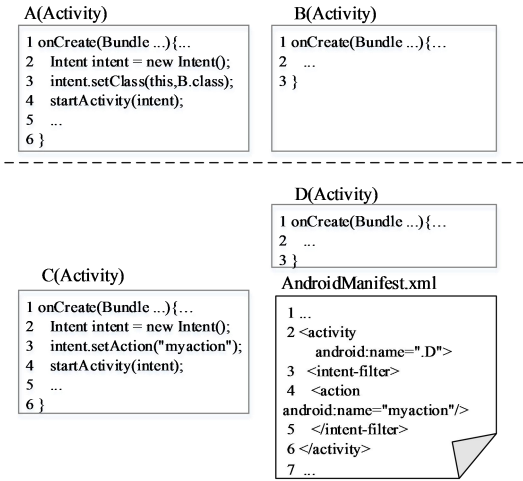 A(Activity)
1 onCreate(Bundle ...){...
2 Intent intent = new Intent();
3 intent.setClass(this,B.class);
4 startActivity(intent);
5 ...
6 }
B(Activity)
1 onCreate(Bundle ...){...
2 ...
3 }
C(Activity)
1 onCreate(Bundle ...){...
2 Intent intent = new Intent();
3 intent.setAction("myaction");
4 startActivity(intent);
5 ...
6 }
D(Activity)
1 onCreate(Bundle ...){...
2 ...
3 }
AndroidManifest.xml
1 ...
2 <activity
android:name=".D">
3 <intent-filter>
4 <action
android:name="myaction"/>
5 </intent-filter>
6 </activity>
7 ...